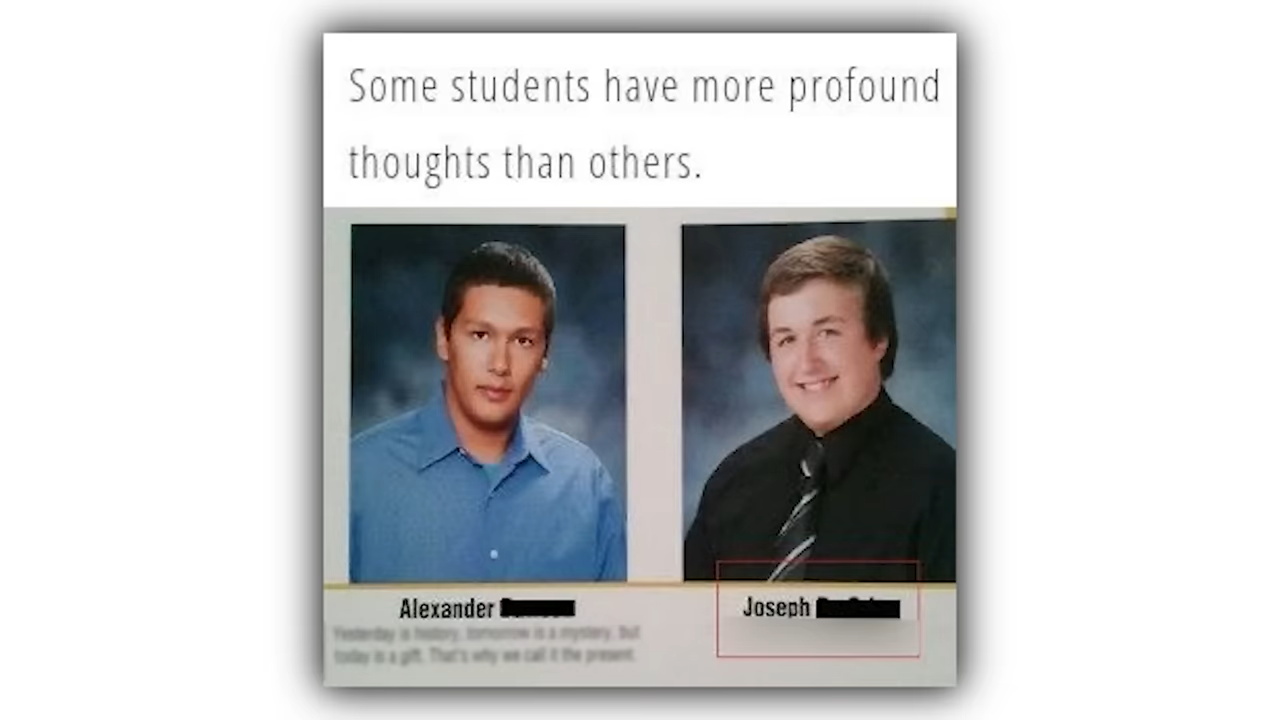 Some students have more profound
thoughts than others.
Alexander
Joseph
Yesterday is history, tomorrow is a mystery, but
today is a gift. That's why we call it the present.